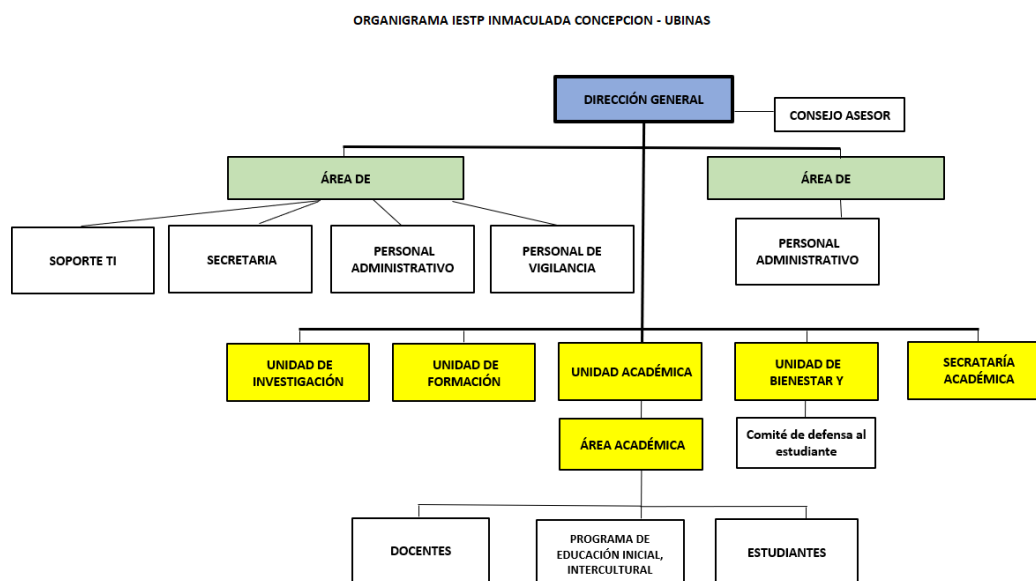 ORGANIGRAMA IESTP INMACULADA CONCEPCION - UBINAS
DIRECCIÓN GENERAL
CONSEJO ASESOR
ÁREA DE
ÁREA DE
SOPORTE TI
SECRETARIA
PERSONAL
ADMINISTRATIVO
PERSONAL DE
VIGILANCIA
PERSONAL
ADMINISTRATIVO
UNIDAD DE
INVESTIGACIÓN
UNIDAD DE
FORMACIÓN
UNIDAD ACADÉMICA
UNIDAD DE
BIENESTAR Y
SECRATARÍA
ACADÉMICA
ÁREA ACADÉMICA
Comité de defensa al
estudiante
DOCENTES
PROGRAMA DE
EDUCACIÓN INICIAL,
INTERCULTURAL
ESTUDIANTES